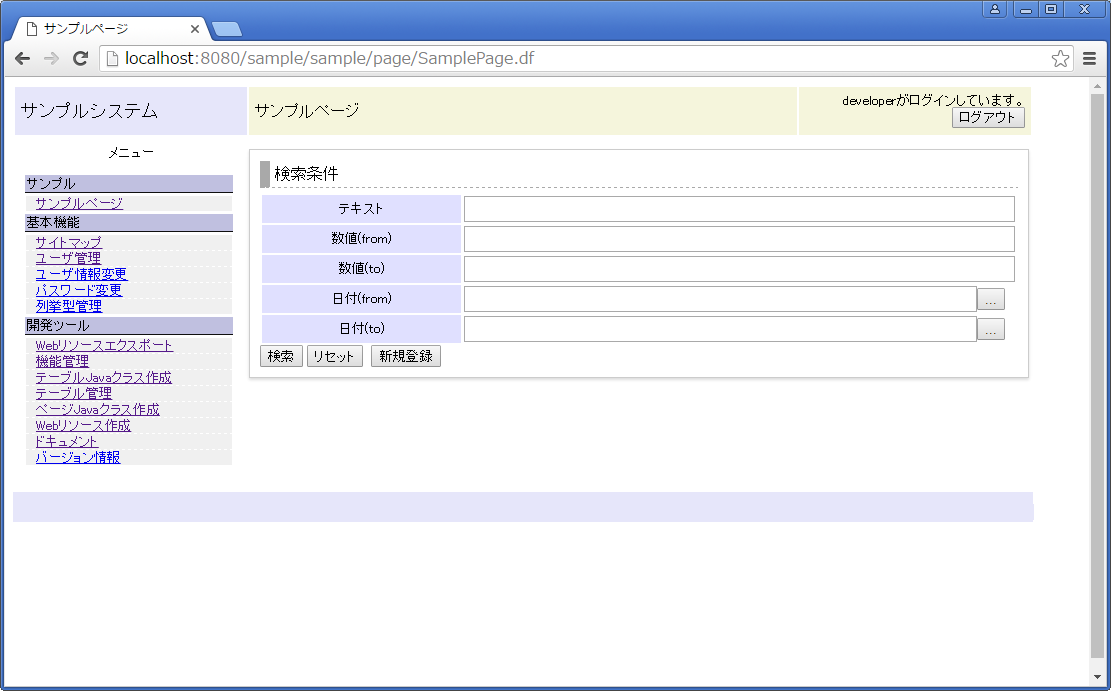 サンプルページ
localhost:8080/sample/sample/page/SamplePage.df
サンプルシステム
サンプルページ
developerがログインしています。
ログアウト
メニュー
サンプル
サンプルページ
基本機能
サイトマップ
ユーザ管理
ユーザ情報変更
パスワード変更
列挙型管理
開発ツール
Webリソースエクスポート
機能管理
テーブルJavaクラス作成
テーブル管理
ページJavaクラス作成
Webリソース作成
ドキュメント
バージョン情報
検索条件
テキスト
数値(from)
数値(to)
日付(from)
...
日付(to)
...
検索 リセット 新規登録